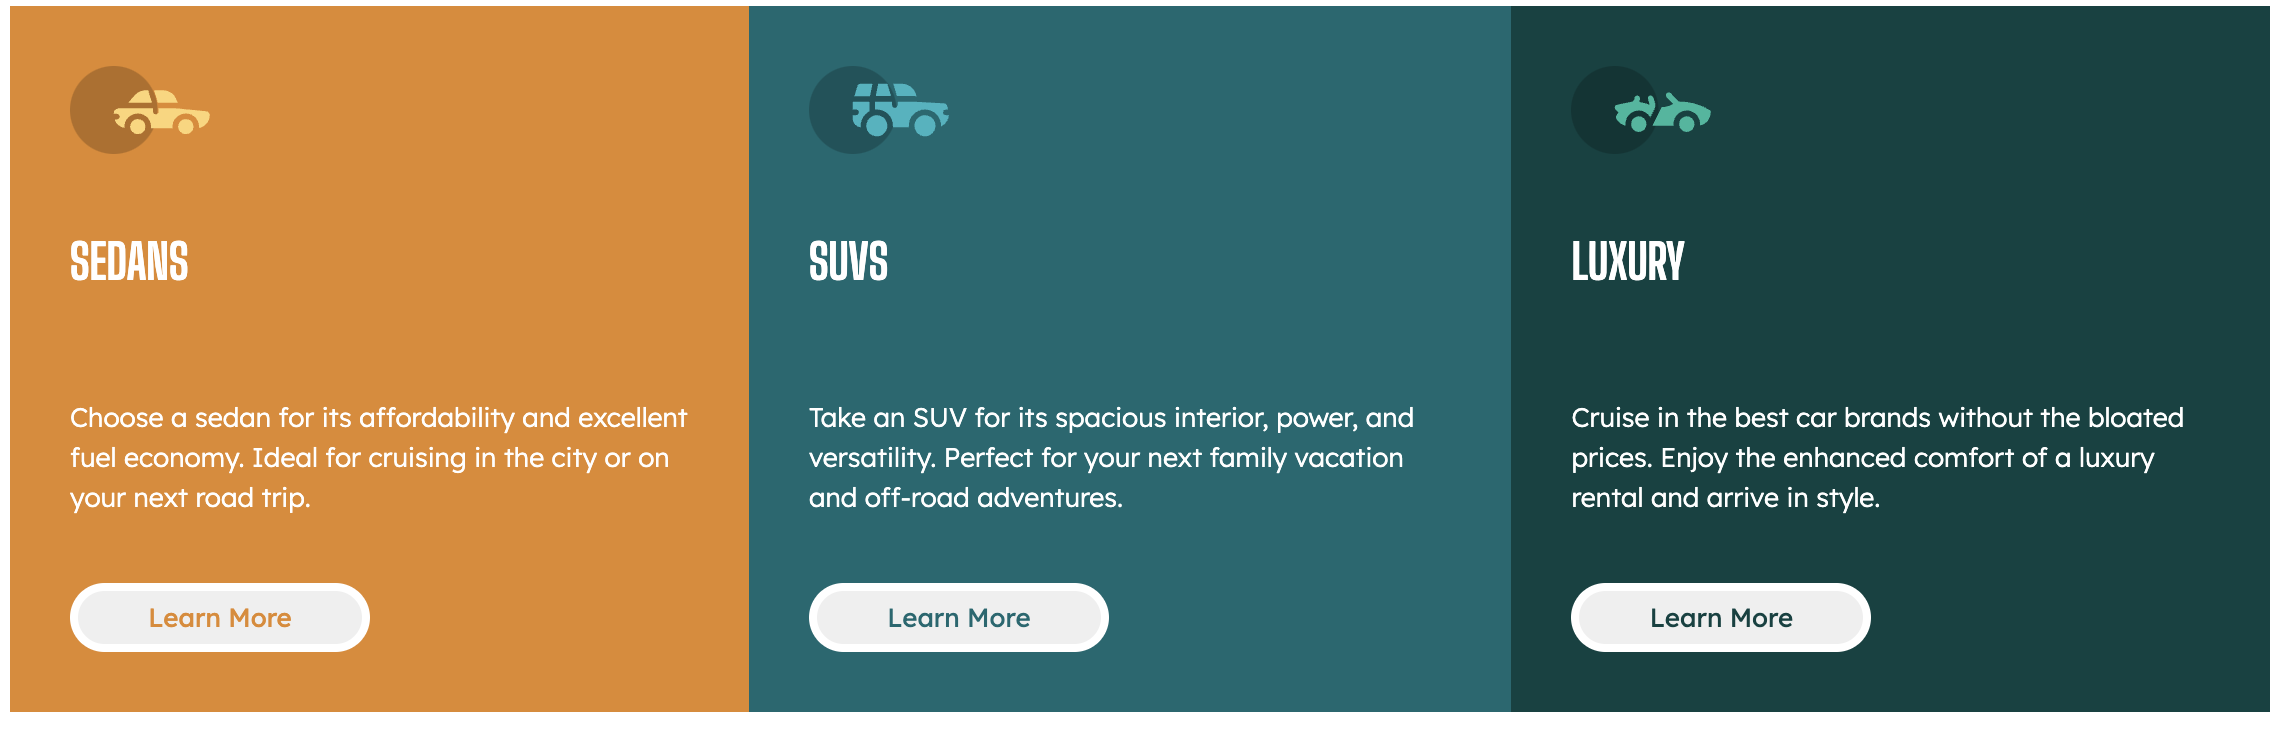 SEDANS
Choose a sedan for its affordability and excellent
fuel economy. Ideal for cruising in the city or on
your next road trip.
Learn More
SUVS
Take an SUV for its spacious interior, power, and
versatility. Perfect for your next family vacation
and off-road adventures.
Learn More
LUXURY
Cruise in the best car brands without the bloated
prices. Enjoy the enhanced comfort of a luxury
rental and arrive in style.
Learn More